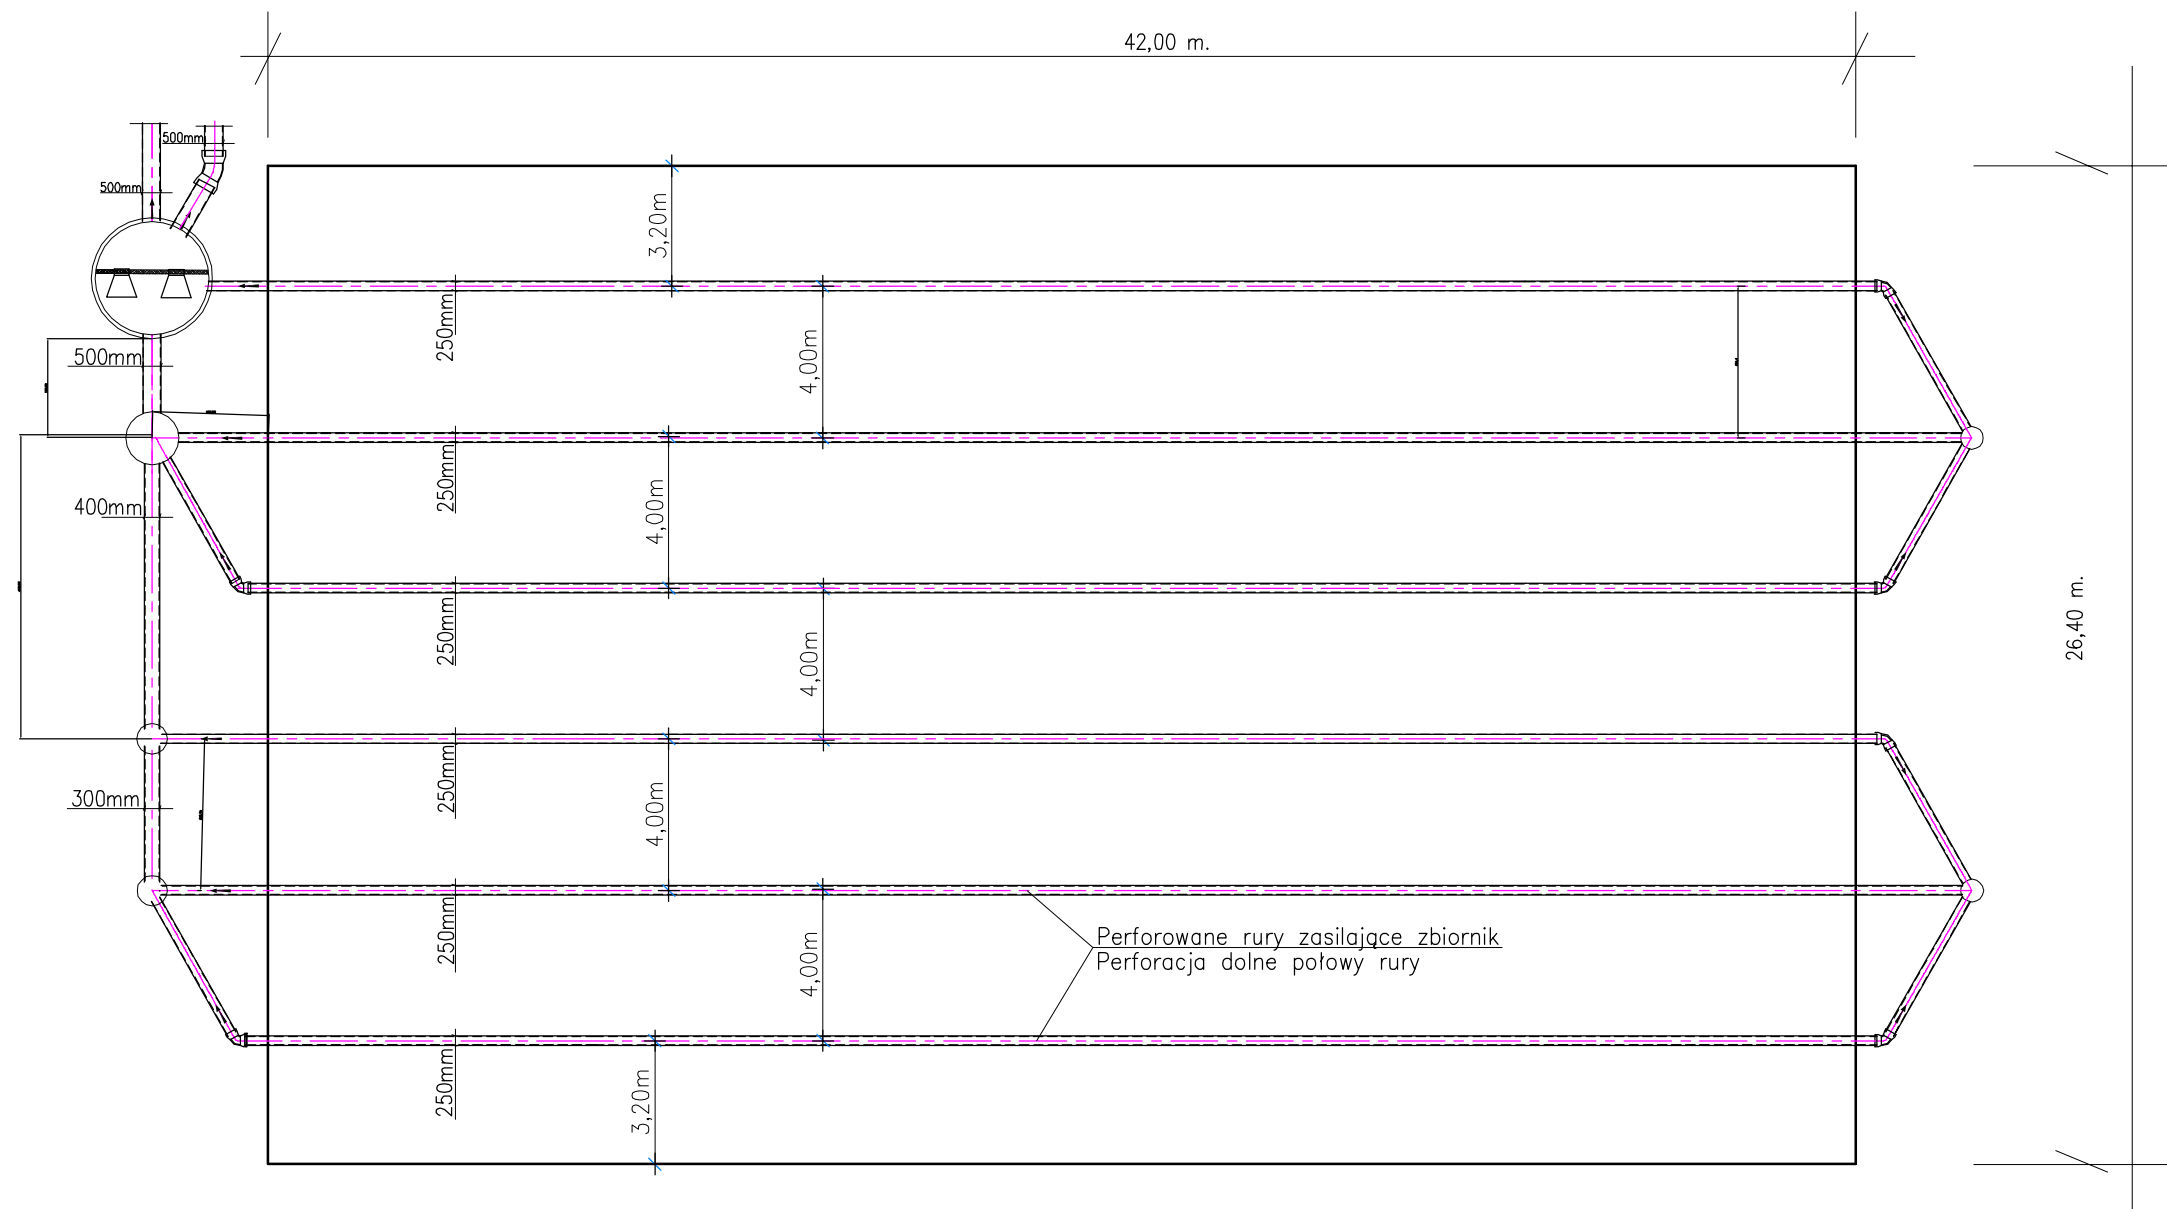 42,00 m.
500mm
500mm
3,20m
250mm
4,00m
500mm
250mm
4,00m
400mm
250mm
4,00m
26,40 m.
250mm
4,00m
300mm
250mm
4,00m
Perforowane rury zasilające zbiornik
Perforacja dolne połowy rury
250mm
3,20m